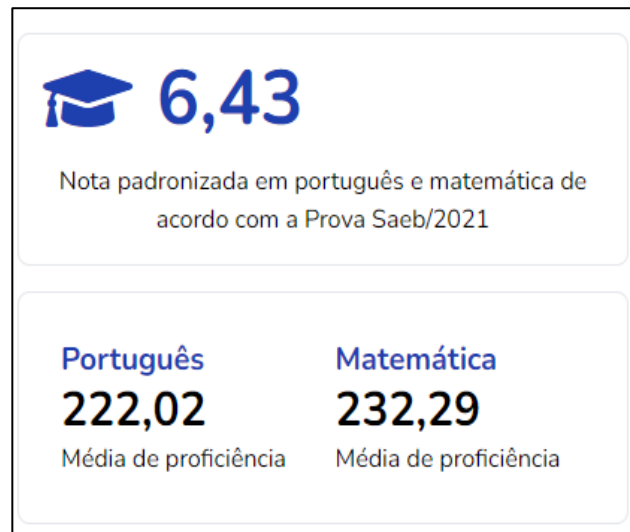 6,43
Nota padronizada em português e matemática de
acordo com a Prova Saeb/2021
Português
222,02
Média de proficiência
Matemática
232,29
Média de proficiência